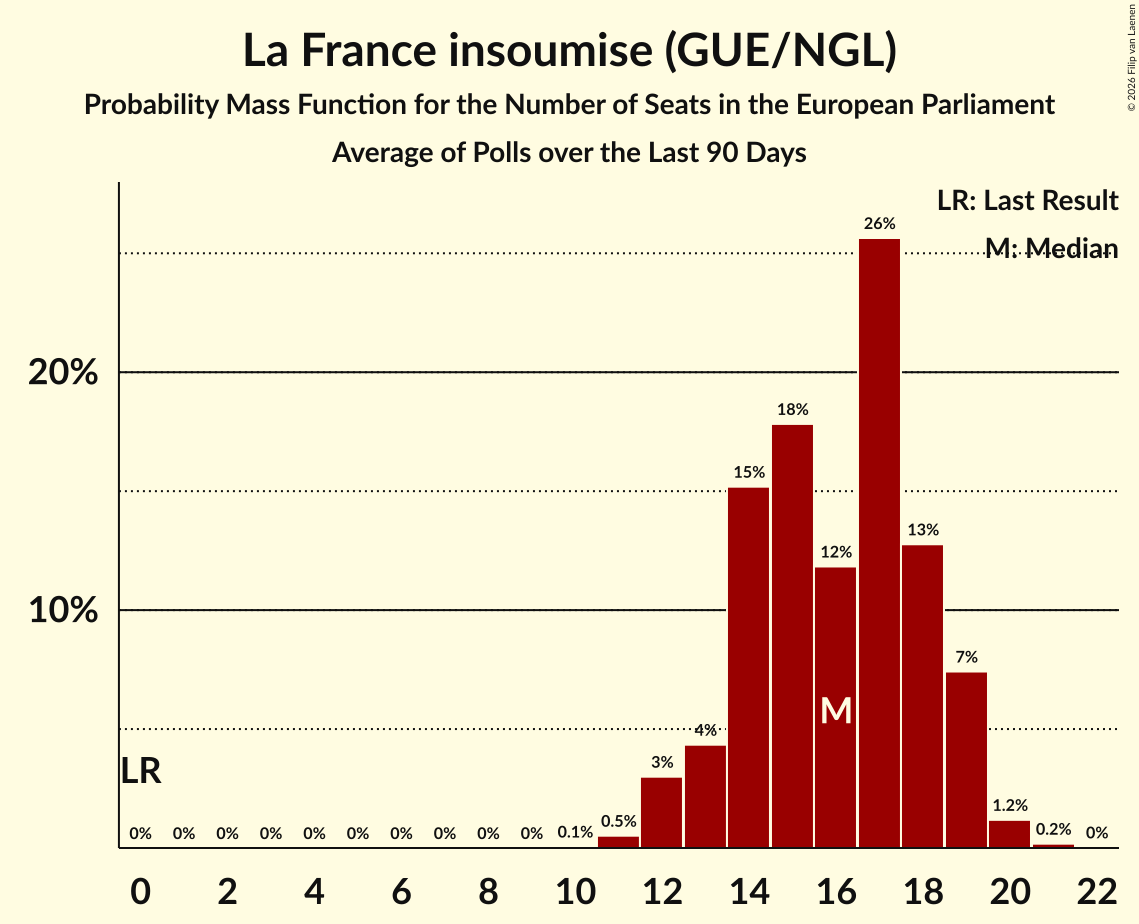 La France insoumise (GUE/NGL)
Probability Mass Function for the Number of Seats in the European Parliament
Average of Polls over the Last 90 Days
© 2026 Filip van Laenen
LR: Last Result
M: Median
26%
20%
18%
15%
12%
13%
10%
7%
M
4%
3%
LR
0% 0% 0% 0% 0% 0% 0% 0% 0% 0% 0.1% 0.5% 1.2% 0.2% 0%
0 2 4 6 8 10 12 14 16 18 20 22